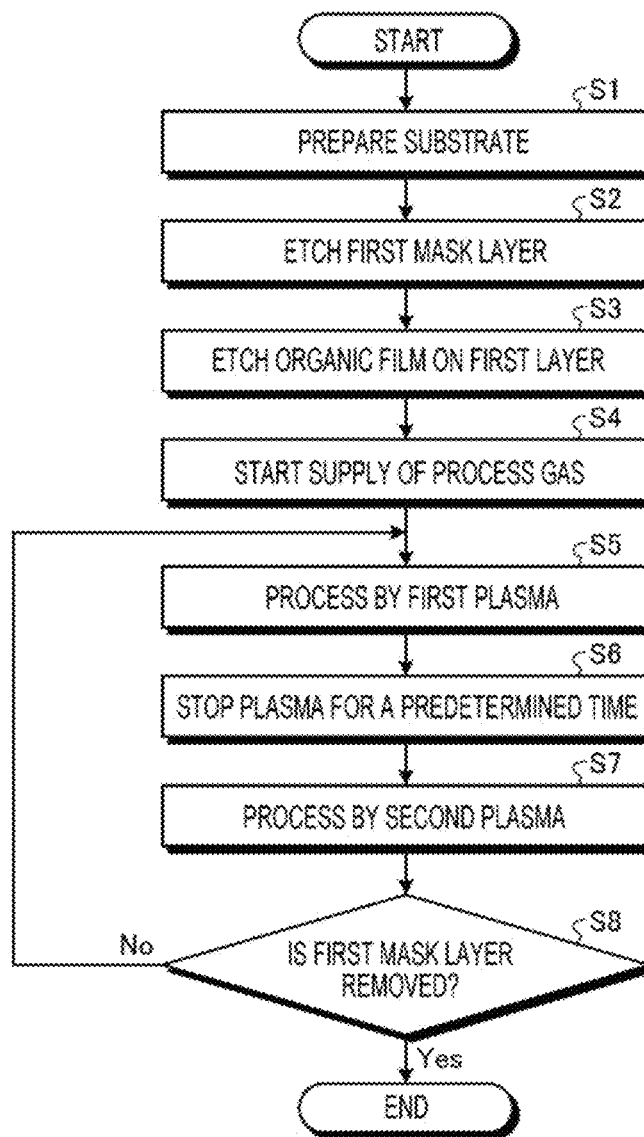 START
S1
PREPARE SUBSTRATE
S2
ETCH FIRST MASK LAYER
S3
ETCH ORGANIC FILM ON FIRST LAYER
S4
START SUPPLY OF PROCESS GAS
S5
PROCESS BY FIRST PLASMA
S6
STOP PLASMA FOR A PREDETERMINED TIME
S7
PROCESS BY SECOND PLASMA
S8
No
IS FIRST MASK LAYER
REMOVED?
Yes
END